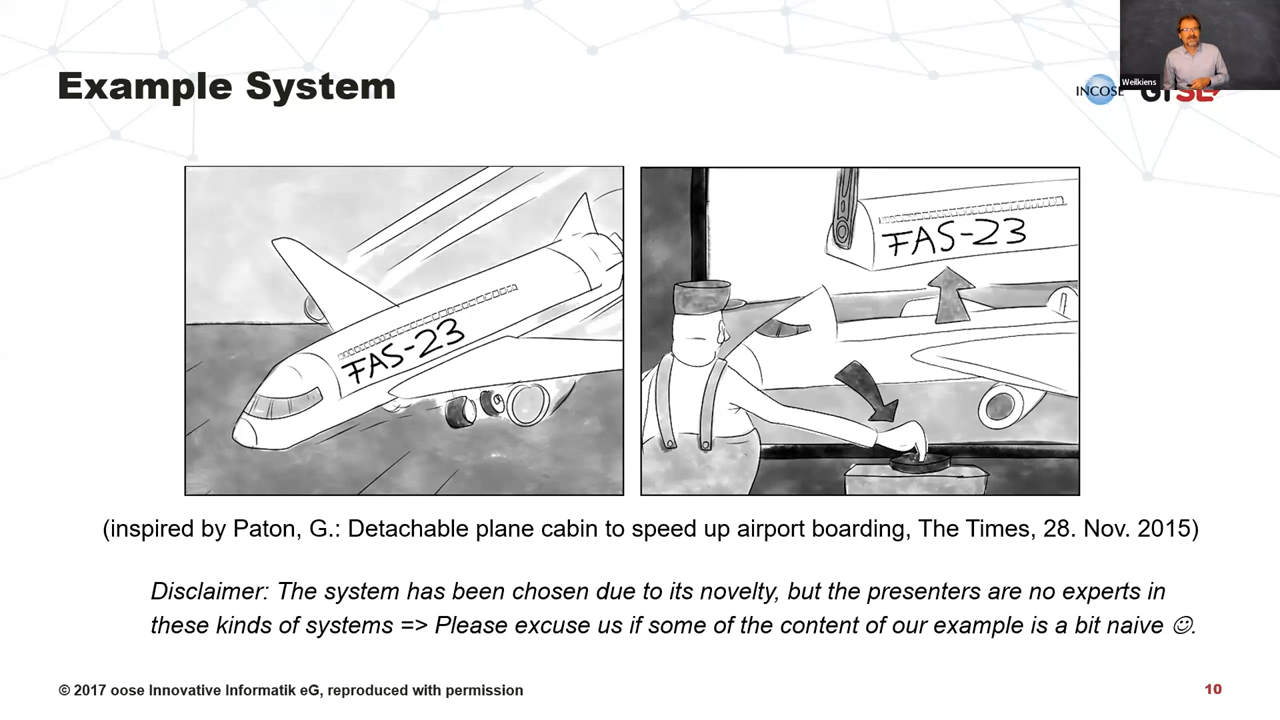 Weilkiens
Example System
INCOSE
FAS-23
FAS-23
(inspired by Paton, G.: Detachable plane cabin to speed up airport boarding, The Times, 28. Nov. 2015)
Disclaimer: The system has been chosen due to its novelty, but the presenters are no experts in
these kinds of systems => Please excuse us if some of the content of our example is a bit naive ☺.
© 2017 oose Innovative Informatik eG, reproduced with permission
10